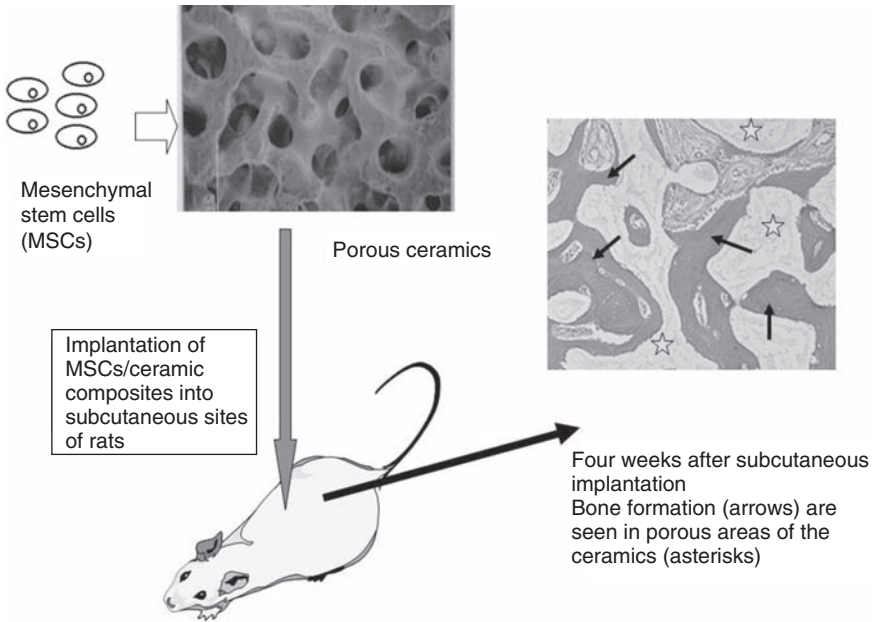 Mesenchymal
stem cells
(MSCs)
Porous ceramics
Implantation of
MSCs/ceramic
composites into
subcutaneous sites
of rats
Four weeks after subcutaneous
implantation
Bone formation (arrows) are
seen in porous areas of the
ceramics (asterisks)